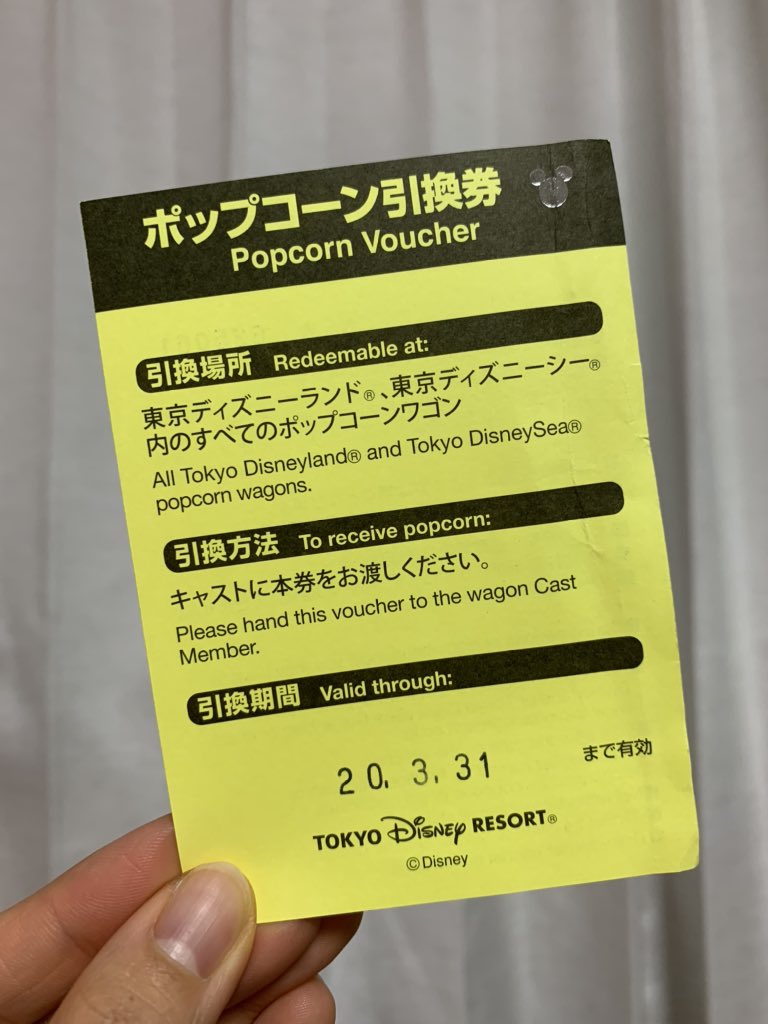 ポップコーン引換券
Popcorn Voucher
引換場所 Redeemable at:
東京ディズニーランド®、東京ディズニーシー®
内のすべてのポップコーンワゴン
All Tokyo Disneyland® and Tokyo DisneySea®
popcorn wagons.
引換方法 To receive popcorn:
キャストに本券をお渡しください。
Please hand this voucher to the wagon Cast
Member.
引換期間 Valid through:
20. 3. 31 まで有効
TOKYO Disney RESORT®
©Disney